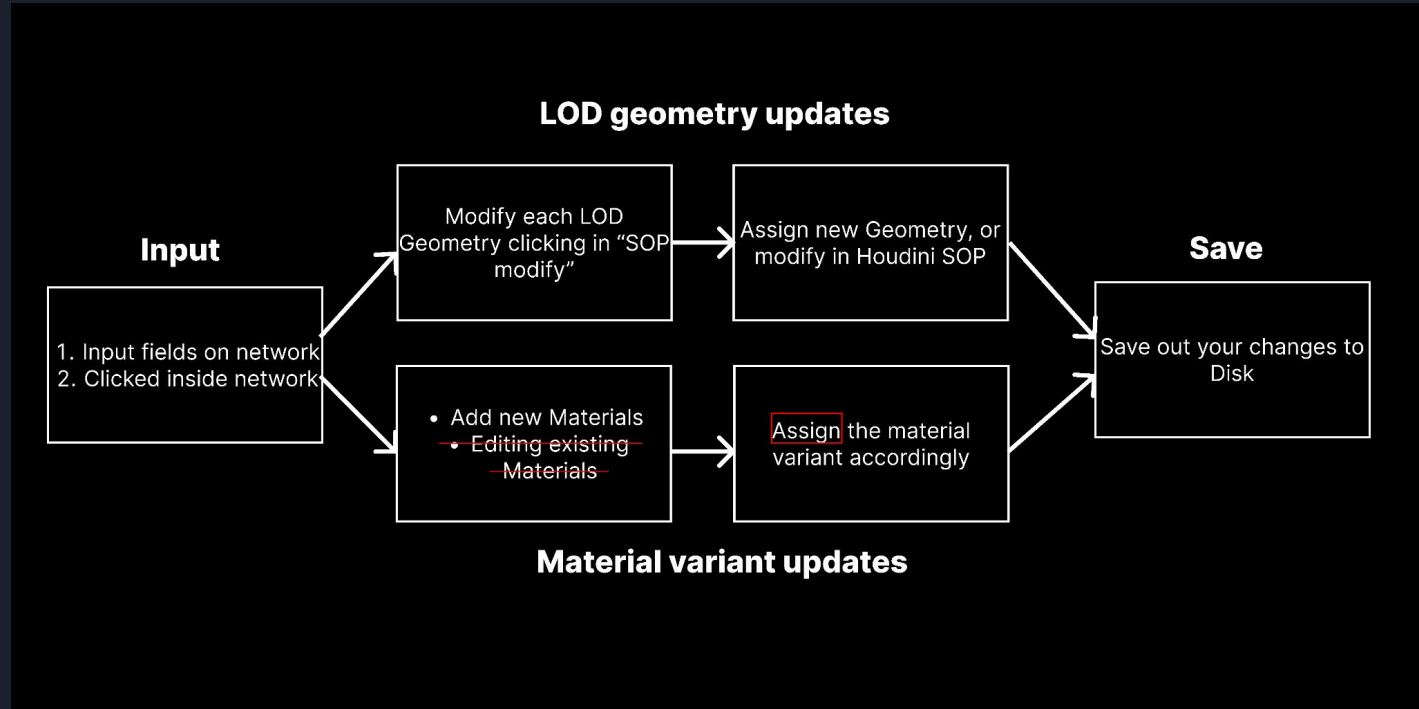 LOD geometry updates
Input
1. Input fields on network
2. Clicked inside network
Modify each LOD
Geometry clicking in “SOP
modify”
Assign new Geometry, or
modify in Houdini SOP
Save
Save out your changes to
Disk
• Add new Materials
• Editing existing
Materials
Assign the material
variant accordingly
Material variant updates